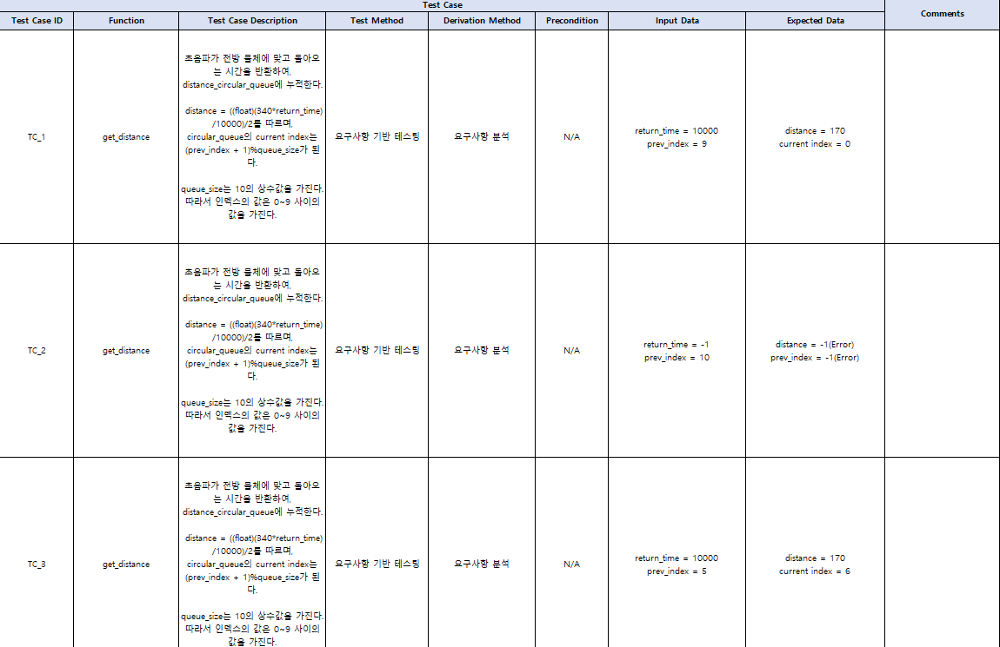 Test Case
Test Case ID
Function
Test Case Description
Test Method
Derivation Method
Precondition
Input Data
Expected Data
Comments
TC_1
get_distance
초음파가 전방 물체에 맞고 돌아오
는 시간을 반환하여,
distance_circular_queue에 누적한다.
distance = ((float)(340*return_time)
/10000)/2를 따르며,
circular_queue의 current index는
(prev_index + 1)%queue_size가 된
다.
queue_size는 10의 상수값을 가진다.
따라서 인덱스의 값은 0~9 사이의
값을 가진다.
요구사항 기반 테스팅
요구사항 분석
N/A
return_time = 10000
prev_index = 9
distance = 170
current index = 0
TC_2
get_distance
초음파가 전방 물체에 맞고 돌아오
는 시간을 반환하여,
distance_circular_queue에 누적한다.
distance = ((float)(340*return_time)
/10000)/2를 따르며,
circular_queue의 current index는
(prev_index + 1)%queue_size가 된
다.
queue_size는 10의 상수값을 가진다.
따라서 인덱스의 값은 0~9 사이의
값을 가진다.
요구사항 기반 테스팅
요구사항 분석
N/A
return_time = -1
prev_index = 10
distance = -1(Error)
prev_index = -1(Error)
TC_3
get_distance
초음파가 전방 물체에 맞고 돌아오
는 시간을 반환하여,
distance_circular_queue에 누적한다.
distance = ((float)(340*return_time)
/10000)/2를 따르며,
circular_queue의 current index는
(prev_index + 1)%queue_size가 된
다.
queue_size는 10의 상수값을 가진다.
따라서 인덱스의 값은 0~9 사이의
값을 가진다.
요구사항 기반 테스팅
요구사항 분석
N/A
return_time = 10000
prev_index = 5
distance = 170
current index = 6